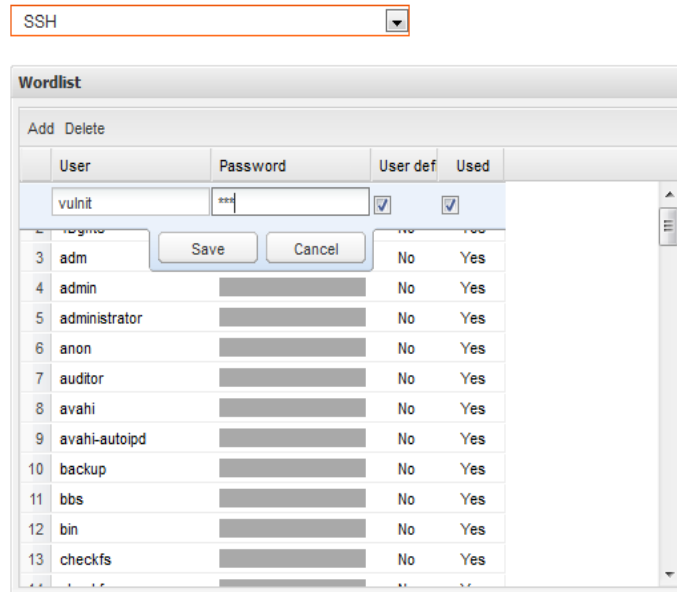 SSH
Wordlist
Add Delete
User Password User def Used
vulnit ***
Save Cancel
3 adm No Yes
4 admin No Yes
5 administrator No Yes
6 anon No Yes
7 auditor No Yes
8 avahi No Yes
9 avahi-autoipd No Yes
10 backup No Yes
11 bbs No Yes
12 bin No Yes
13 checkfs No Yes